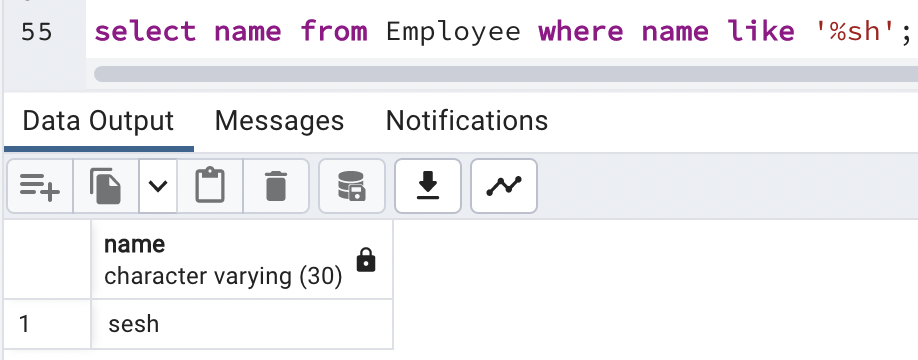 55 select name from Employee where name like '%sh';
Data Output Messages Notifications
name
character varying (30)
1 sesh